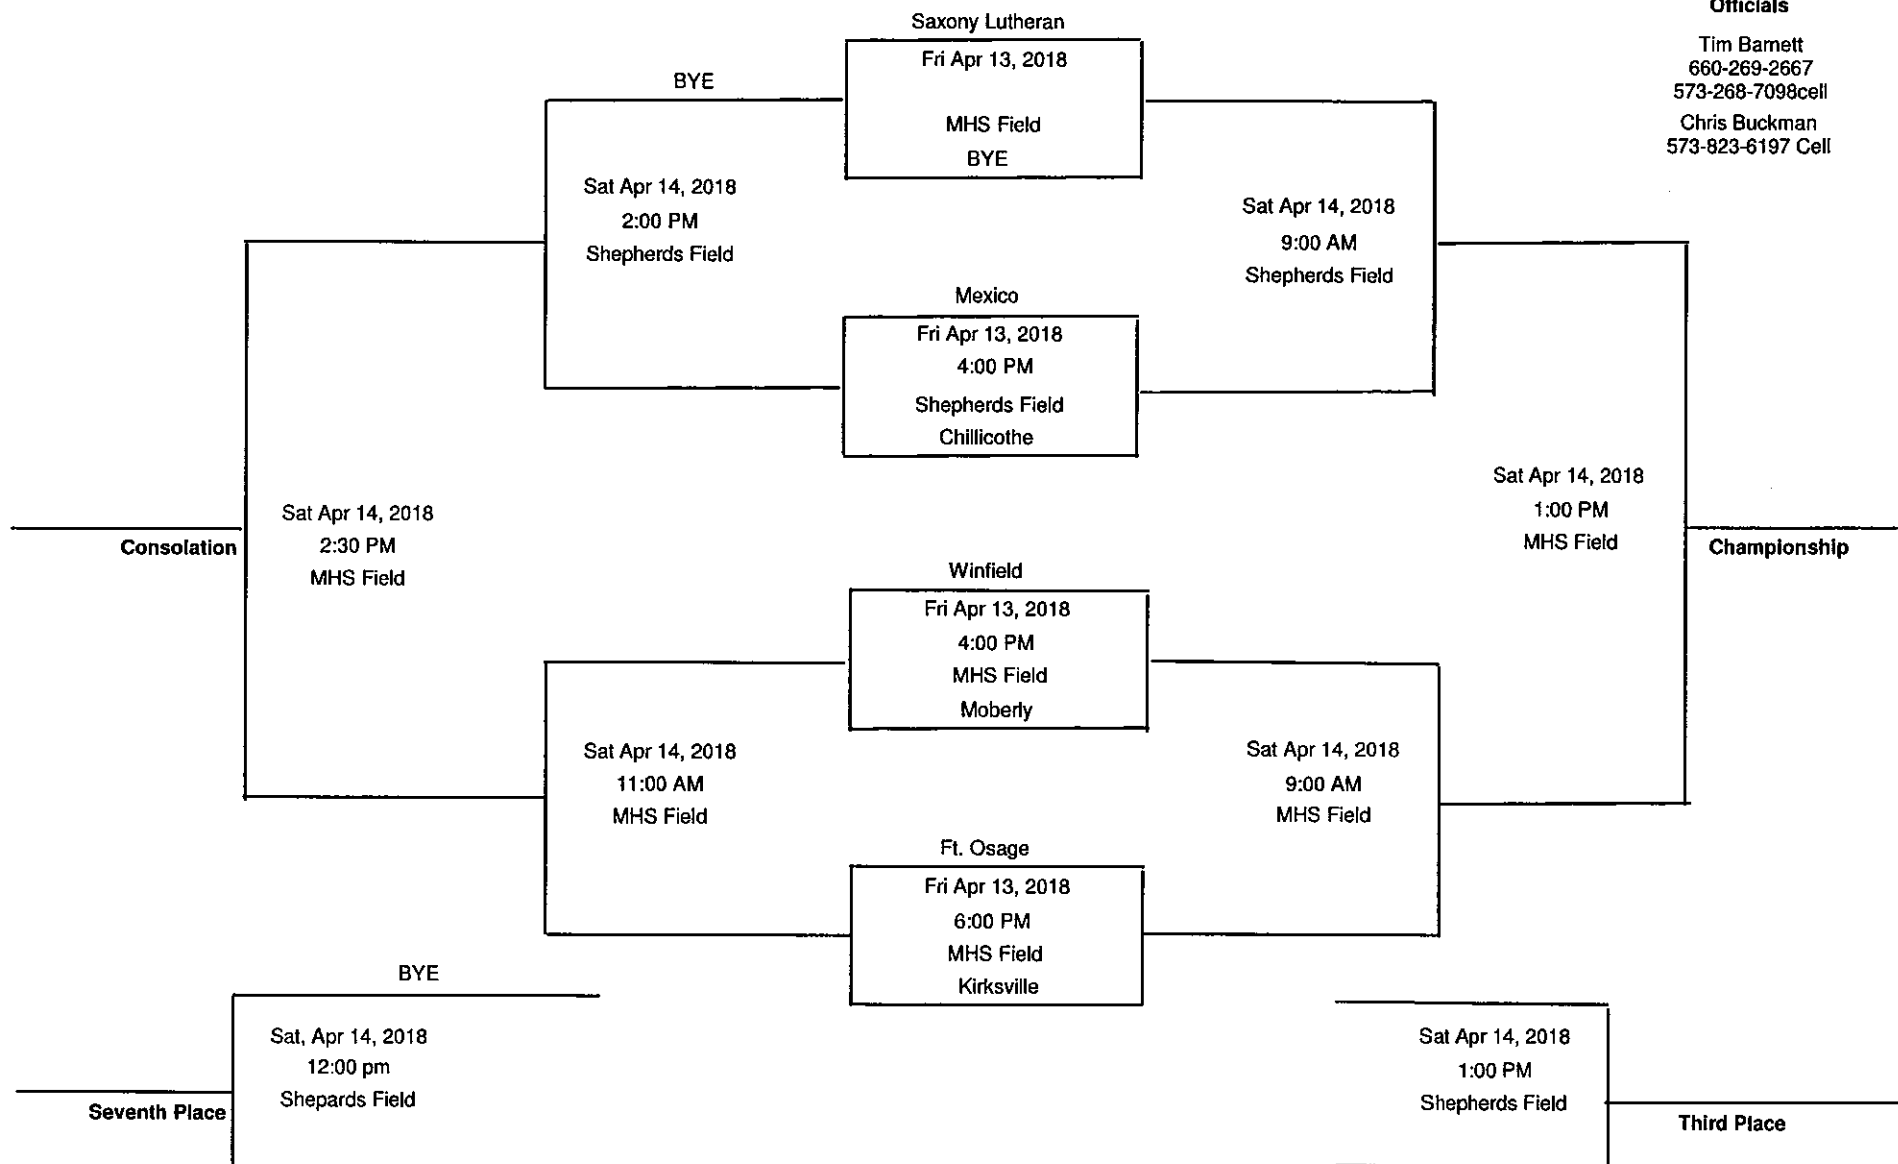 Officials
Tim Barnett
660-269-2667
573-268-7098cell
Chris Buckman
573-823-6197 Cell
Saxony Lutheran
Fri Apr 13, 2018
MHS Field
BYE
BYE
Sat Apr 14, 2018
2:00 PM
Shepherds Field
Sat Apr 14, 2018
9:00 AM
Shepherds Field
Mexico
Fri Apr 13, 2018
4:00 PM
Shepherds Field
Chillicothe
Sat Apr 14, 2018
2:30 PM
MHS Field
Consolation
Sat Apr 14, 2018
1:00 PM
MHS Field
Championship
Winfield
Fri Apr 13, 2018
4:00 PM
MHS Field
Moberly
Sat Apr 14, 2018
11:00 AM
MHS Field
Sat Apr 14, 2018
9:00 AM
MHS Field
Ft. Osage
Fri Apr 13, 2018
6:00 PM
MHS Field
Kirksville
BYE
Sat, Apr 14, 2018
12:00 pm
Shepards Field
Seventh Place
Sat Apr 14, 2018
1:00 PM
Shepherds Field
Third Place